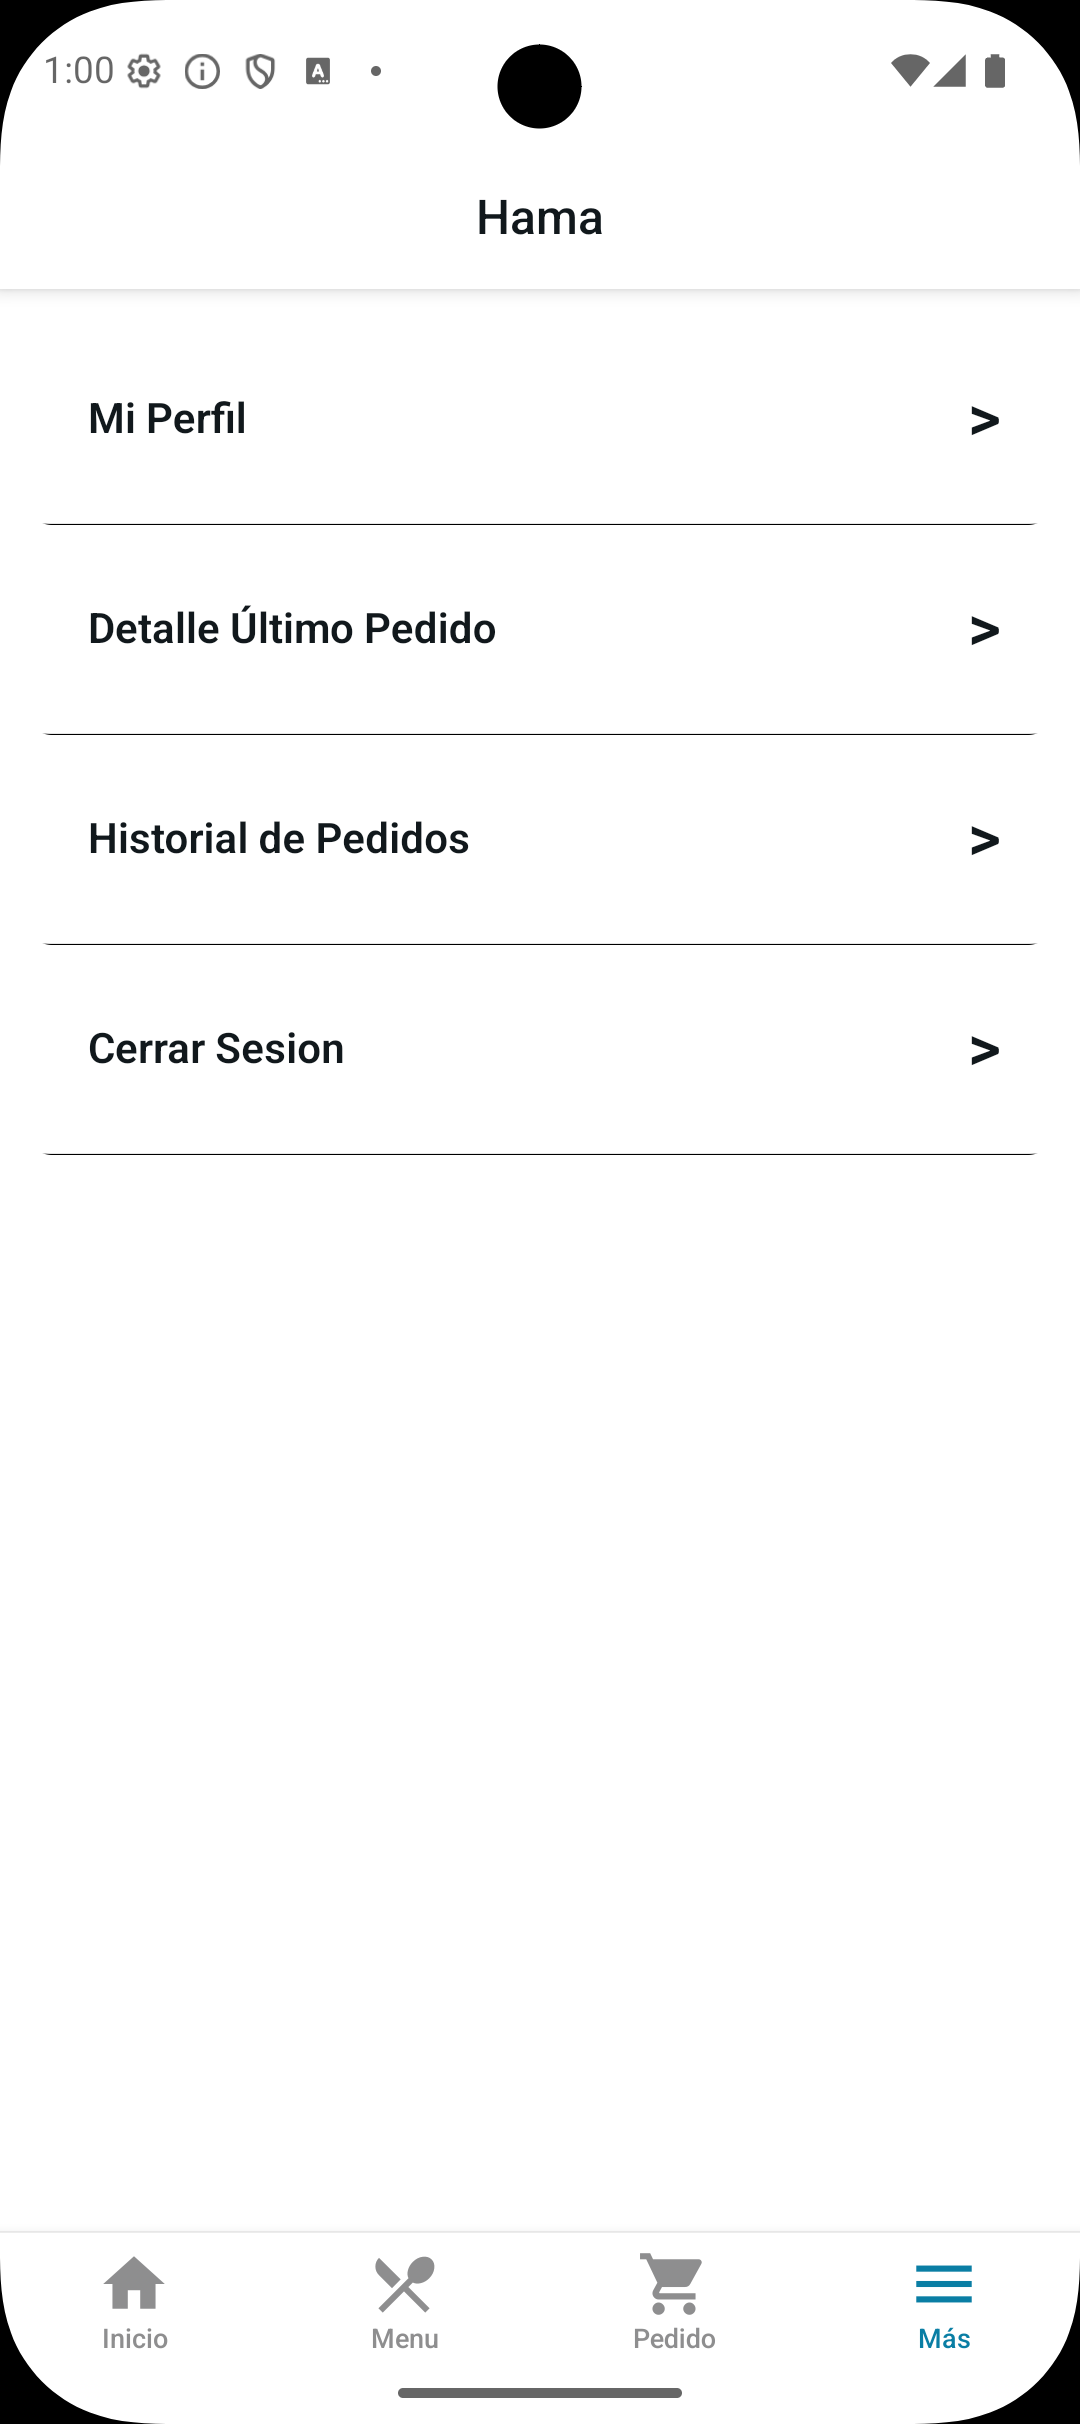 1:00
Hama
Mi Perfil >
Detalle Último Pedido >
Historial de Pedidos >
Cerrar Sesion >
Inicio Menu Pedido Más